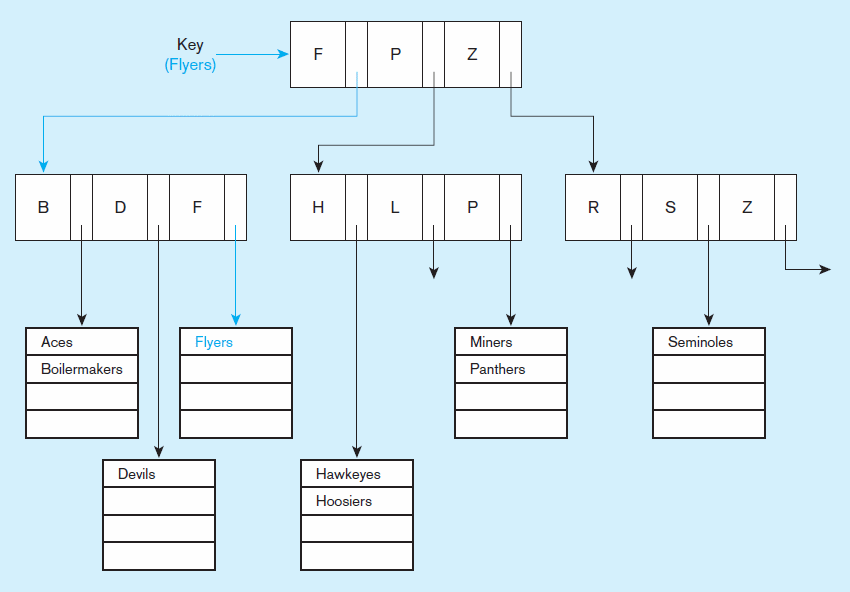 Key
(Flyers)
F P Z
B D F
H L P
R S Z
Aces
Boilermakers
Flyers
Miners
Panthers
Seminoles
Devils
Hawkeyes
Hoosiers